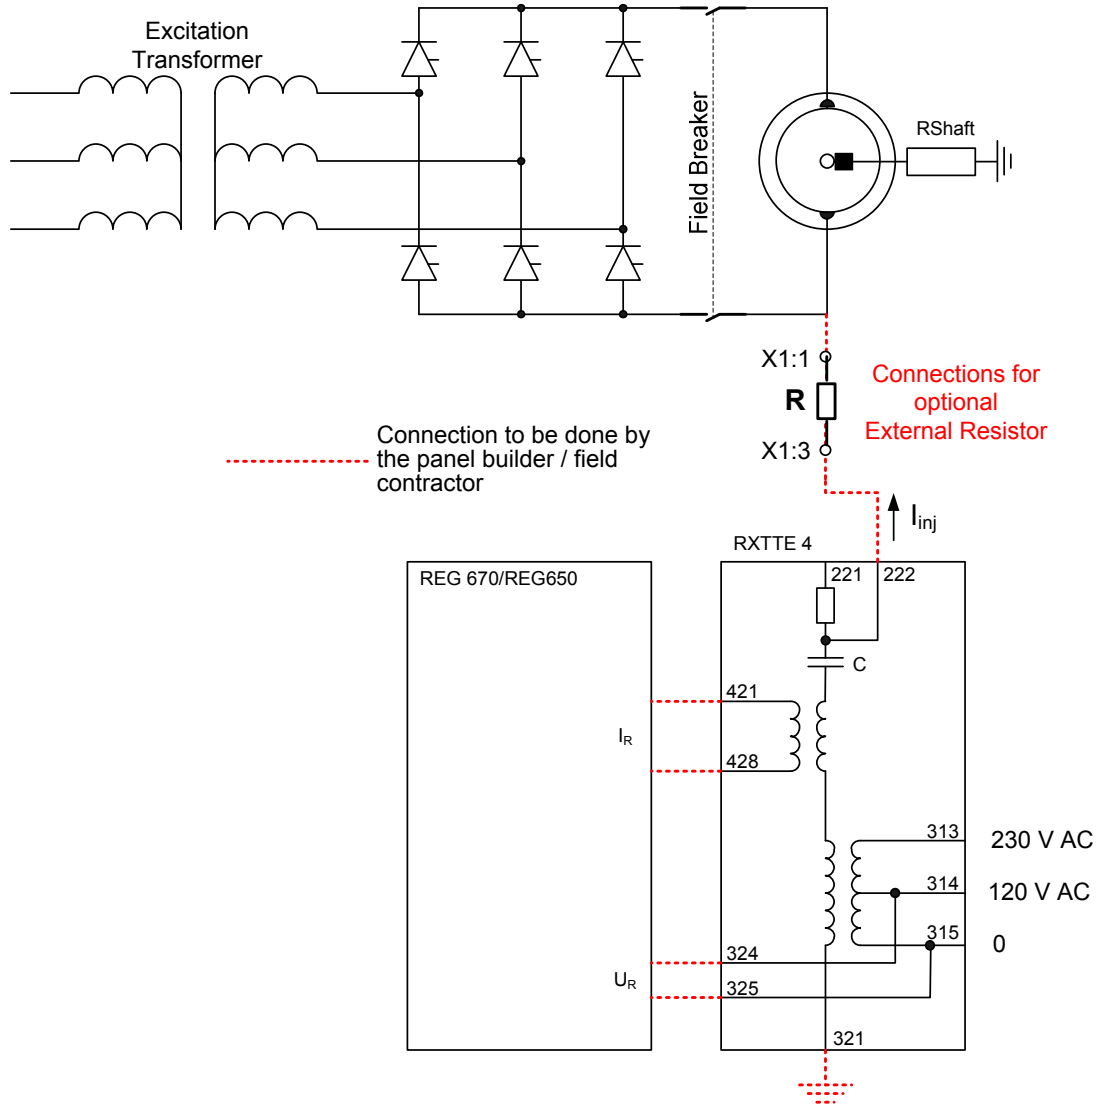 Excitation
Transformer
Field Breaker
RShaft
X1:1
R
X1:3
Connections for
optional
External Resistor
Connection to be done by
the panel builder / field
contractor
Iinj
RXTTE 4
REG 670/REG650
221
222
C
421
IR
428
313
230 V AC
314
120 V AC
315
0
324
UR
325
321